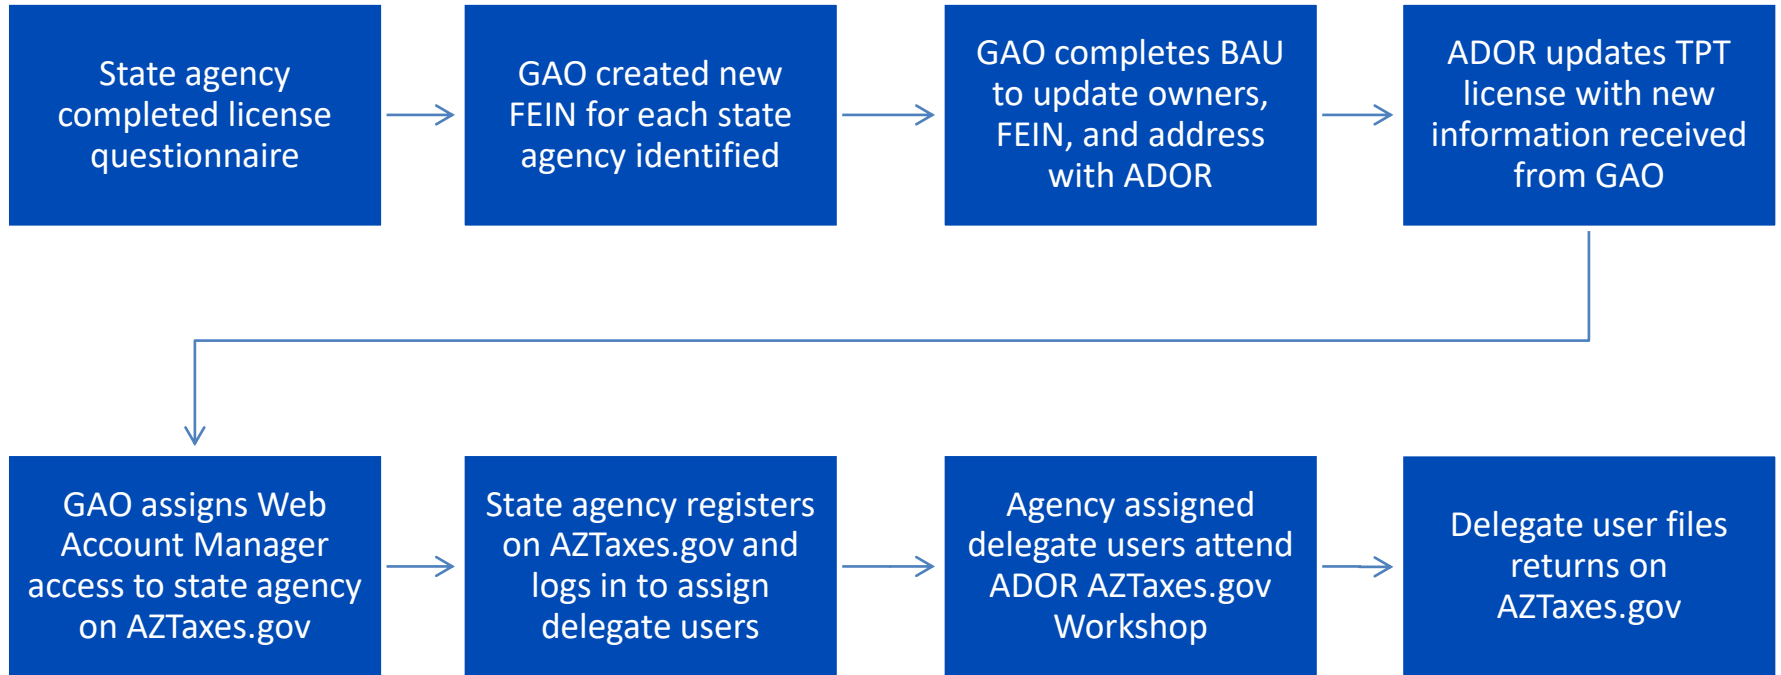 State agency
completed license
questionnaire
GAO created new
FEIN for each state
agency identified
GAO completes BAU
to update owners,
FEIN, and address
with ADOR
ADOR updates TPT
license with new
information received
from GAO
GAO assigns Web
Account Manager
access to state agency
on AZTaxes.gov
State agency registers
on AZTaxes.gov and
logs in to assign
delegate users
Agency assigned
delegate users attend
ADOR AZTaxes.gov
Workshop
Delegate user files
returns on
AZTaxes.gov